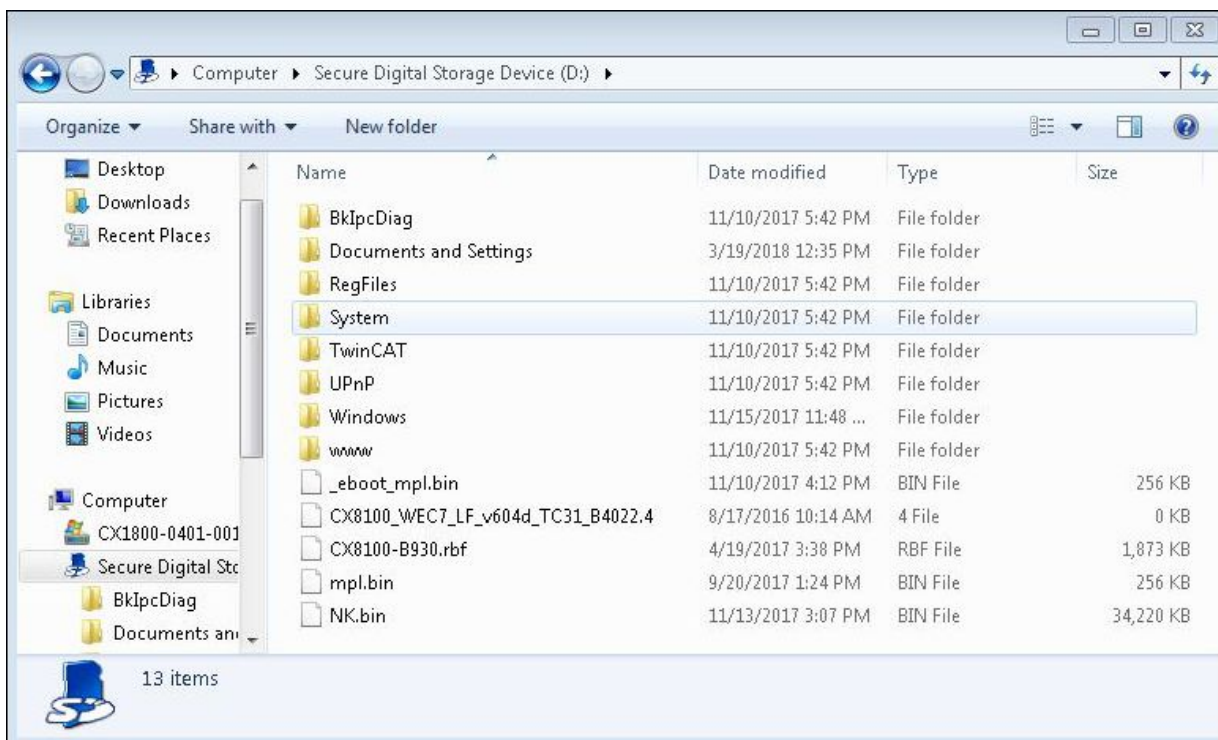 Computer Secure Digital Storage Device (D:)
Organize Share with New folder
Desktop
Downloads
Recent Places
Libraries
Documents
Music
Pictures
Videos
Computer
CX1800-0401-001
Secure Digital Sto
BkIpcDiag
Documents an
Name Date modified Type Size
BkIpcDiag 11/10/2017 5:42 PM File folder
Documents and Settings 3/19/2018 12:35 PM File folder
RegFiles 11/10/2017 5:42 PM File folder
System 11/10/2017 5:42 PM File folder
TwinCAT 11/10/2017 5:42 PM File folder
UPnP 11/10/2017 5:42 PM File folder
Windows 11/15/2017 11:48 ... File folder
www 11/10/2017 5:42 PM File folder
_eboot_mpl.bin 11/10/2017 4:12 PM BIN File 256 KB
CX8100_WEC7_LF_v604d_TC31_B4022.4 8/17/2016 10:14 AM 4 File 0 KB
CX8100-B930.rbf 4/19/2017 3:38 PM RBF File 1,873 KB
mpl.bin 9/20/2017 1:24 PM BIN File 256 KB
NK.bin 11/13/2017 3:07 PM BIN File 34,220 KB
13 items
SD